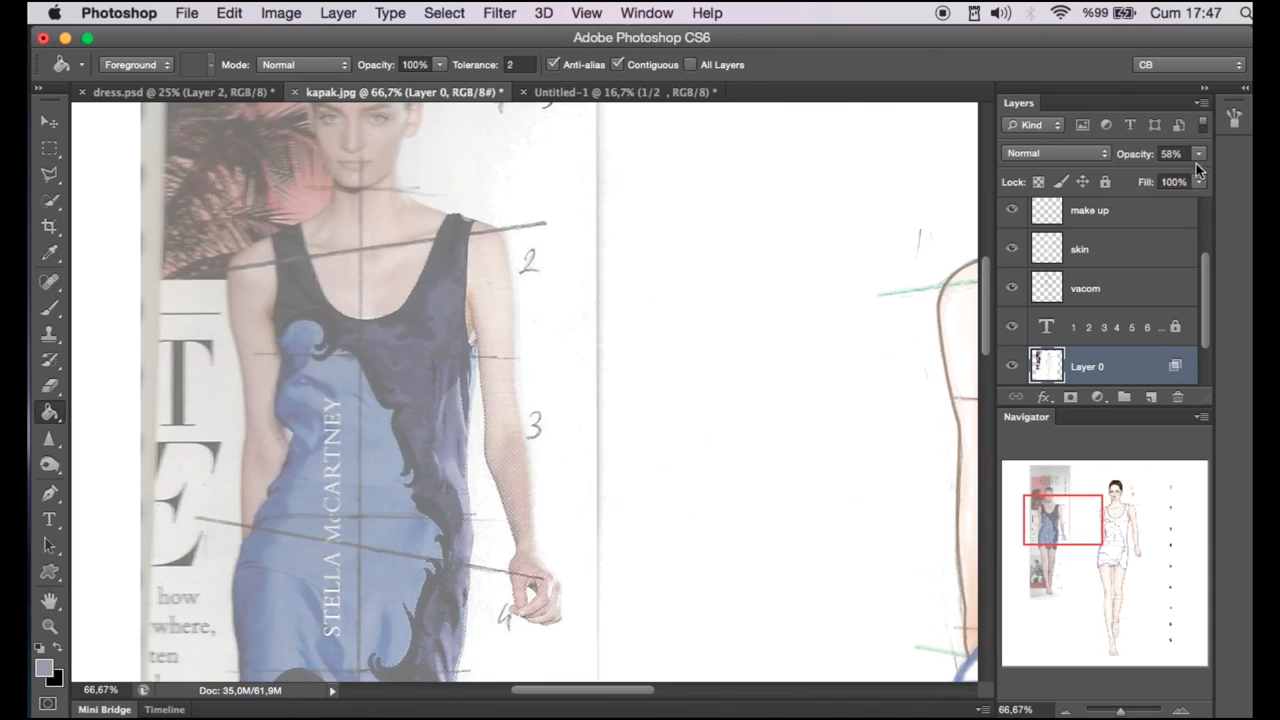 Photoshop File Edit Image Layer Type Select Filter 3D View Window Help %99 Cum 17:47
Adobe Photoshop CS6
Foreground Mode: Normal Opacity: 100% Tolerance: 2 Anti-alias Contiguous All Layers CB
dress.psd @ 25% (Layer 2, RGB/8) * kapak.jpg @ 66,7% (Layer 0, RGB/8#) * Untitled-1 @ 16,7% (1/2 , RGB/8) *
Layers
Kind
Normal Opacity: 58%
Lock: Fill: 100%
make up
skin
vacom
T 1 2 3 4 5 6 ...
Layer 0
fx
Navigator
2
3
4
T
E
STELLA McCARTNEY
how
where,
ten
66,67% Doc: 35,0M/61,9M
66,67%
Mini Bridge Timeline